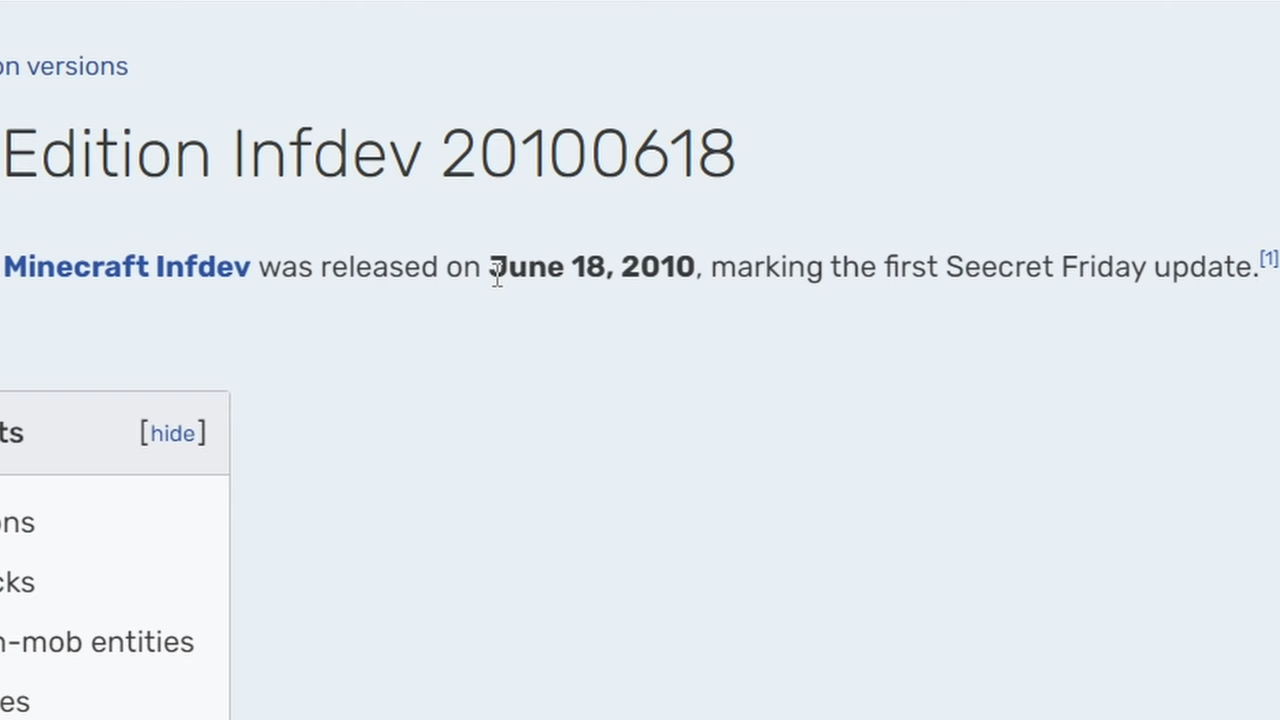 on versions
Edition Infdev 20100618
Minecraft Infdev was released on June 18, 2010, marking the first Seecret Friday update.[1]
ts [hide]
ons
cks
n-mob entities
es